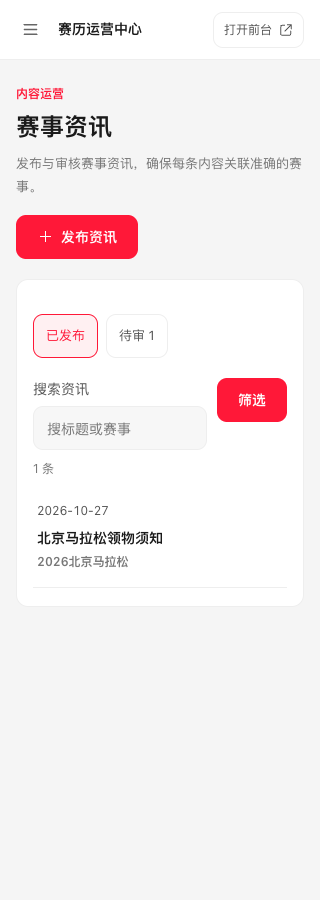 赛历运营中心
打开前台
内容运营
赛事资讯
发布与审核赛事资讯，确保每条内容关联准确的赛
事。
发布资讯
已发布
待审 1
搜索资讯
筛选
搜标题或赛事
1 条
2026-10-27
北京马拉松领物须知
2026北京马拉松